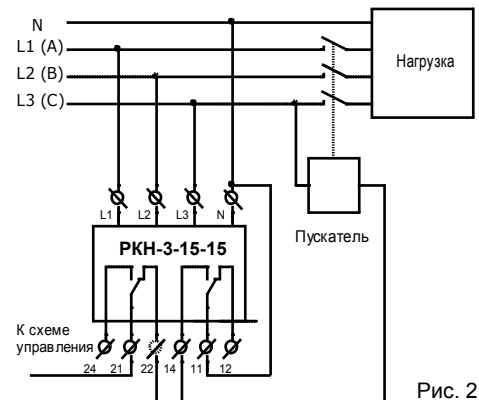 N
L1 (A)
L2 (B)
L3 (C)
Нагрузка
L1 L2 L3 N
Пускатель
РКН-3-15-15
К схеме
управления
24 21 22 14 11 12
Рис. 2